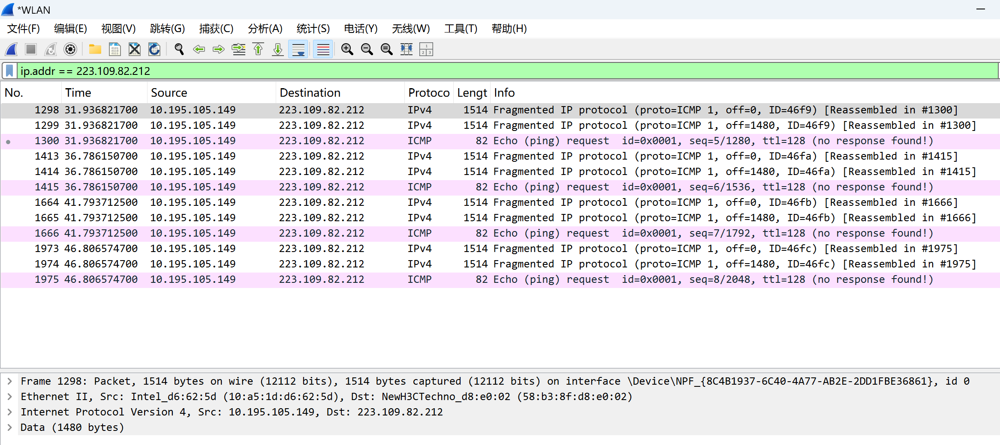 *WLAN
文件(F) 编辑(E) 视图(V) 跳转(G) 捕获(C) 分析(A) 统计(S) 电话(Y) 无线(W) 工具(T) 帮助(H)
ip.addr == 223.109.82.212
No. Time Source Destination Protoco Lengt Info
1298 31.936821700 10.195.105.149 223.109.82.212 IPv4 1514 Fragmented IP protocol (proto=ICMP 1, off=0, ID=46f9) [Reassembled in #1300]
1299 31.936821700 10.195.105.149 223.109.82.212 IPv4 1514 Fragmented IP protocol (proto=ICMP 1, off=1480, ID=46f9) [Reassembled in #1300]
1300 31.936821700 10.195.105.149 223.109.82.212 ICMP 82 Echo (ping) request id=0x0001, seq=5/1280, ttl=128 (no response found!)
1413 36.786150700 10.195.105.149 223.109.82.212 IPv4 1514 Fragmented IP protocol (proto=ICMP 1, off=0, ID=46fa) [Reassembled in #1415]
1414 36.786150700 10.195.105.149 223.109.82.212 IPv4 1514 Fragmented IP protocol (proto=ICMP 1, off=1480, ID=46fa) [Reassembled in #1415]
1415 36.786150700 10.195.105.149 223.109.82.212 ICMP 82 Echo (ping) request id=0x0001, seq=6/1536, ttl=128 (no response found!)
1664 41.793712500 10.195.105.149 223.109.82.212 IPv4 1514 Fragmented IP protocol (proto=ICMP 1, off=0, ID=46fb) [Reassembled in #1666]
1665 41.793712500 10.195.105.149 223.109.82.212 IPv4 1514 Fragmented IP protocol (proto=ICMP 1, off=1480, ID=46fb) [Reassembled in #1666]
1666 41.793712500 10.195.105.149 223.109.82.212 ICMP 82 Echo (ping) request id=0x0001, seq=7/1792, ttl=128 (no response found!)
1973 46.806574700 10.195.105.149 223.109.82.212 IPv4 1514 Fragmented IP protocol (proto=ICMP 1, off=0, ID=46fc) [Reassembled in #1975]
1974 46.806574700 10.195.105.149 223.109.82.212 IPv4 1514 Fragmented IP protocol (proto=ICMP 1, off=1480, ID=46fc) [Reassembled in #1975]
1975 46.806574700 10.195.105.149 223.109.82.212 ICMP 82 Echo (ping) request id=0x0001, seq=8/2048, ttl=128 (no response found!)
Frame 1298: Packet, 1514 bytes on wire (12112 bits), 1514 bytes captured (12112 bits) on interface \Device\NPF_{8C4B1937-6C40-4A77-AB2E-2DD1FBE36861}, id 0
Ethernet II, Src: Intel_d6:62:5d (10:a5:1d:d6:62:5d), Dst: NewH3CTechno_d8:e0:02 (58:b3:8f:d8:e0:02)
Internet Protocol Version 4, Src: 10.195.105.149, Dst: 223.109.82.212
Data (1480 bytes)